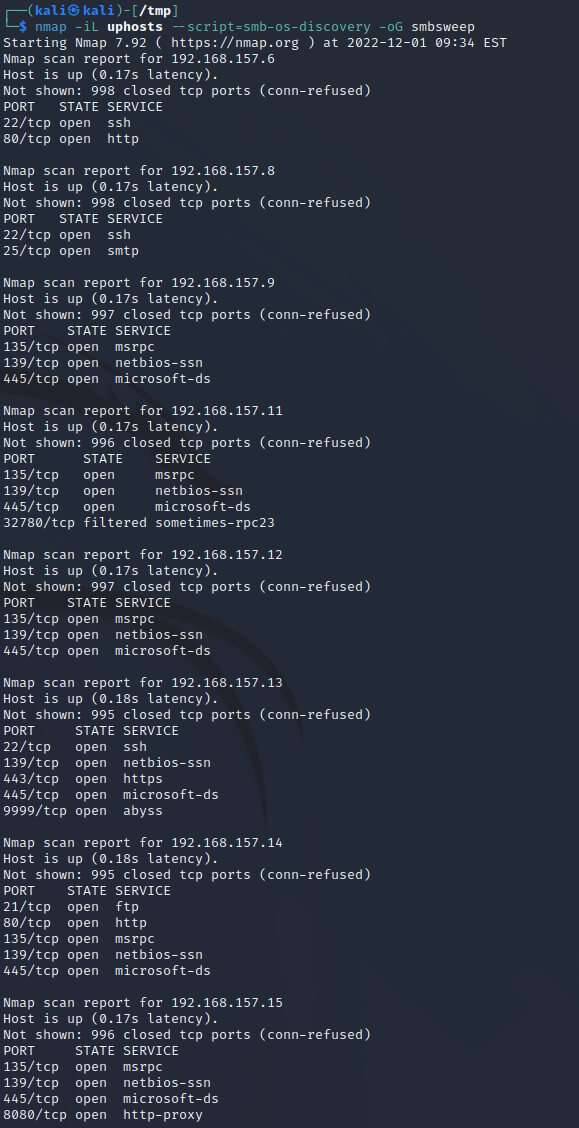 ┌──(kali㉿kali)-[/tmp]
└─$ nmap -iL uphosts --script=smb-os-discovery -oG smbsweep
Starting Nmap 7.92 ( https://nmap.org ) at 2022-12-01 09:34 EST
Nmap scan report for 192.168.157.6
Host is up (0.17s latency).
Not shown: 998 closed tcp ports (conn-refused)
PORT   STATE SERVICE
22/tcp open  ssh
80/tcp open  http

Nmap scan report for 192.168.157.8
Host is up (0.17s latency).
Not shown: 998 closed tcp ports (conn-refused)
PORT   STATE SERVICE
22/tcp open  ssh
25/tcp open  smtp

Nmap scan report for 192.168.157.9
Host is up (0.17s latency).
Not shown: 997 closed tcp ports (conn-refused)
PORT    STATE SERVICE
135/tcp open  msrpc
139/tcp open  netbios-ssn
445/tcp open  microsoft-ds

Nmap scan report for 192.168.157.11
Host is up (0.17s latency).
Not shown: 996 closed tcp ports (conn-refused)
PORT      STATE    SERVICE
135/tcp   open     msrpc
139/tcp   open     netbios-ssn
445/tcp   open     microsoft-ds
32780/tcp filtered sometimes-rpc23

Nmap scan report for 192.168.157.12
Host is up (0.17s latency).
Not shown: 997 closed tcp ports (conn-refused)
PORT    STATE SERVICE
135/tcp open  msrpc
139/tcp open  netbios-ssn
445/tcp open  microsoft-ds

Nmap scan report for 192.168.157.13
Host is up (0.18s latency).
Not shown: 995 closed tcp ports (conn-refused)
PORT     STATE SERVICE
22/tcp   open  ssh
139/tcp  open  netbios-ssn
443/tcp  open  https
445/tcp  open  microsoft-ds
9999/tcp open  abyss

Nmap scan report for 192.168.157.14
Host is up (0.18s latency).
Not shown: 995 closed tcp ports (conn-refused)
PORT    STATE SERVICE
21/tcp  open  ftp
80/tcp  open  http
135/tcp open  msrpc
139/tcp open  netbios-ssn
445/tcp open  microsoft-ds

Nmap scan report for 192.168.157.15
Host is up (0.17s latency).
Not shown: 996 closed tcp ports (conn-refused)
PORT     STATE SERVICE
135/tcp  open  msrpc
139/tcp  open  netbios-ssn
445/tcp  open  microsoft-ds
8080/tcp open  http-proxy